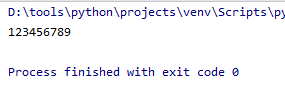 D:\tools\python\projects\venv\Scripts\py
123456789
Process finished with exit code 0